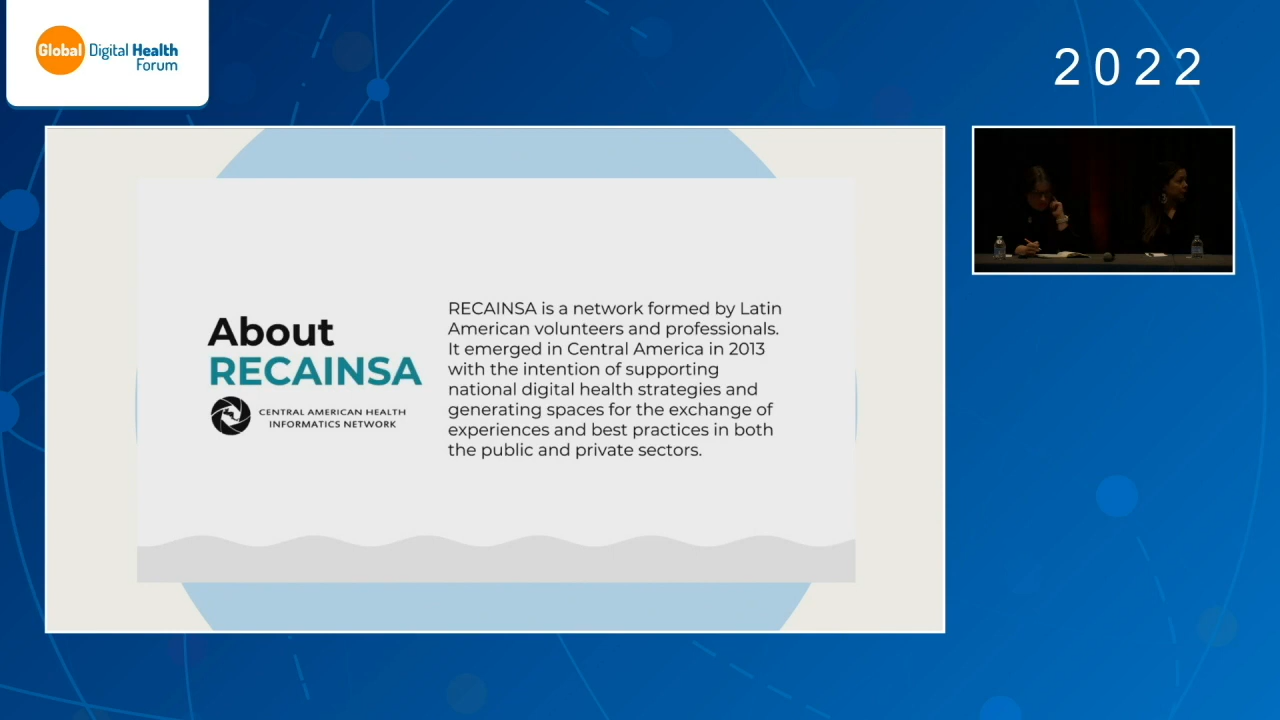 Global Digital Health
Forum
2022
About
RECAINSA
CENTRAL AMERICAN HEALTH
INFORMATICS NETWORK
RECAINSA is a network formed by Latin
American volunteers and professionals.
It emerged in Central America in 2013
with the intention of supporting
national digital health strategies and
generating spaces for the exchange of
experiences and best practices in both
the public and private sectors.